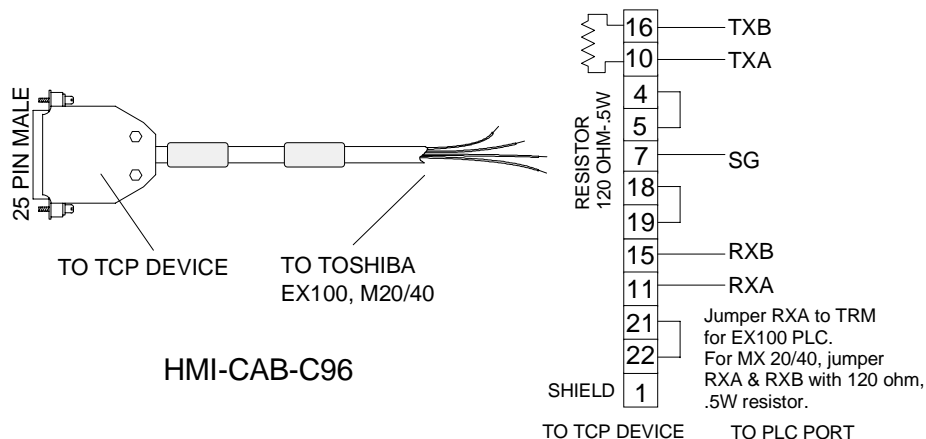 25 PIN MALE
TO TCP DEVICE
TO TOSHIBA
EX100, M20/40
HMI-CAB-C96
RESISTOR
120 OHM-.5W
16 TXB
10 TXA
4
5
7 SG
18
19
15 RXB
11 RXA
21
22
SHIELD 1
Jumper RXA to TRM
for EX100 PLC.
For MX 20/40, jumper
RXA & RXB with 120 ohm,
.5W resistor.
TO TCP DEVICE
TO PLC PORT